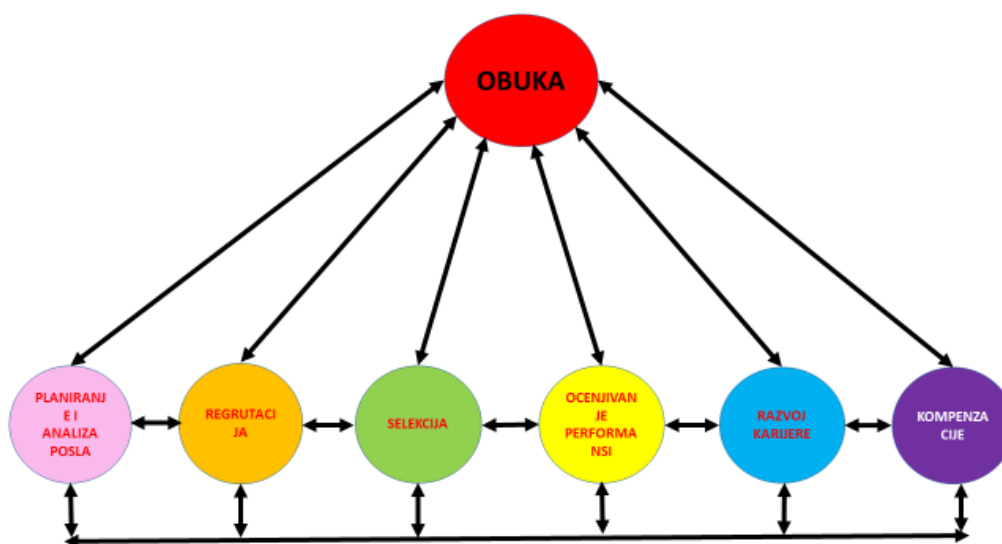 OBUKA
PLANIRANJ
E I
ANALIZA
POSLA
REGRUTACI
JA
SELEKCIJA
OCENJIVAN
JE
PERFORMA
NSI
RAZVOJ
KARIJERE
KOMPENZA
CIJE